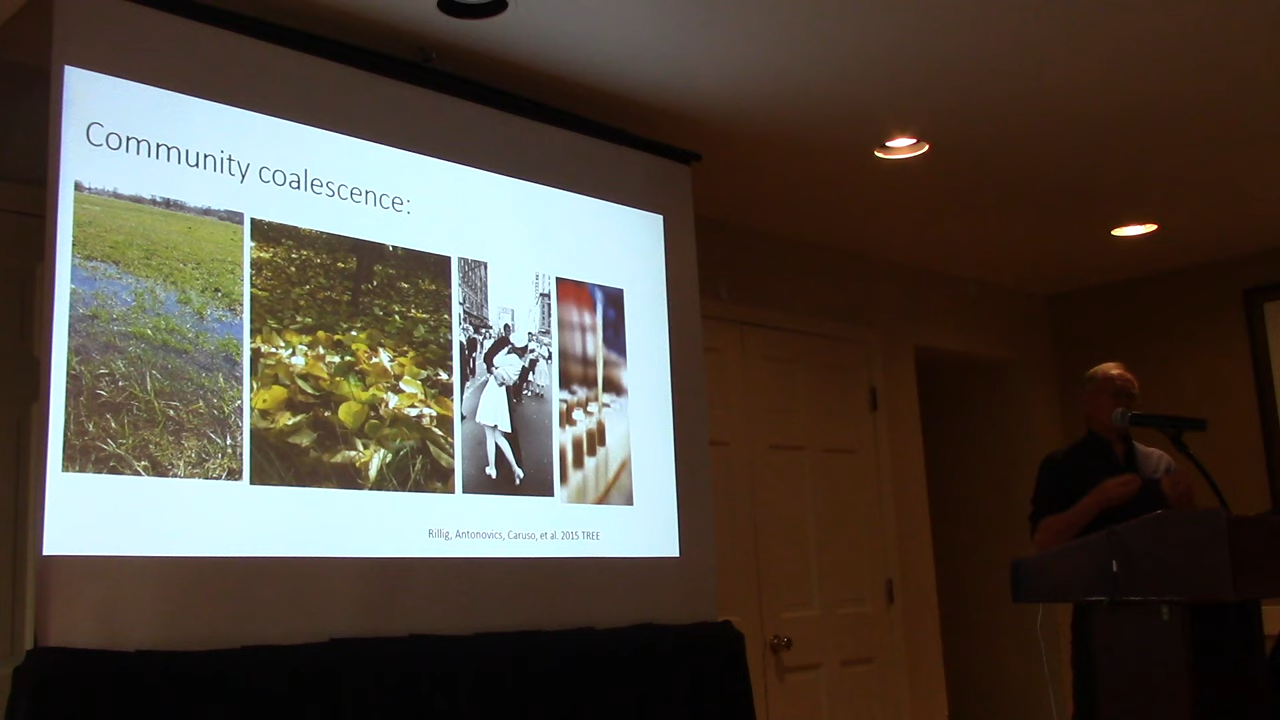 Community coalescence:
Rillig, Antonovics, Caruso, et al. 2015 TREE